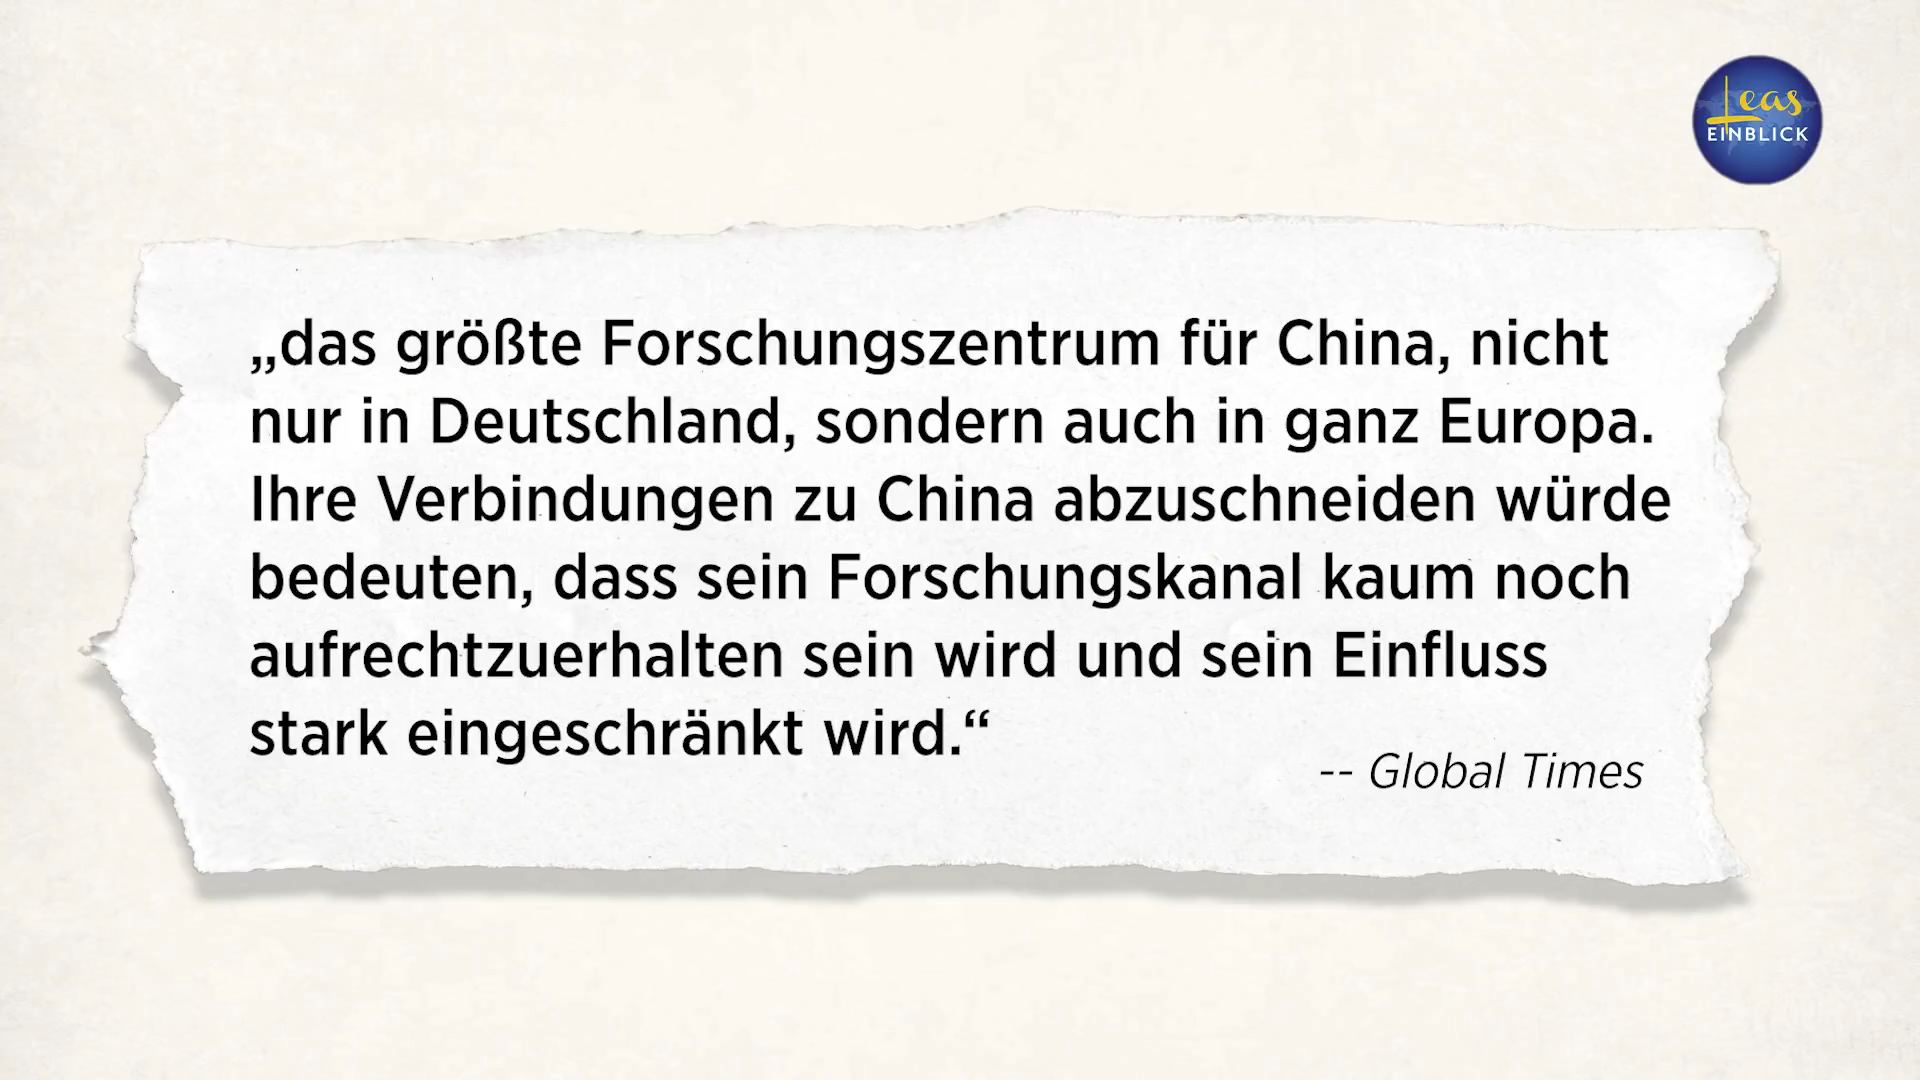 Leas
EINBLICK
„das größte Forschungszentrum für China, nicht
nur in Deutschland, sondern auch in ganz Europa.
Ihre Verbindungen zu China abzuschneiden würde
bedeuten, dass sein Forschungskanal kaum noch
aufrechtzuerhalten sein wird und sein Einfluss
stark eingeschränkt wird.“
-- Global Times